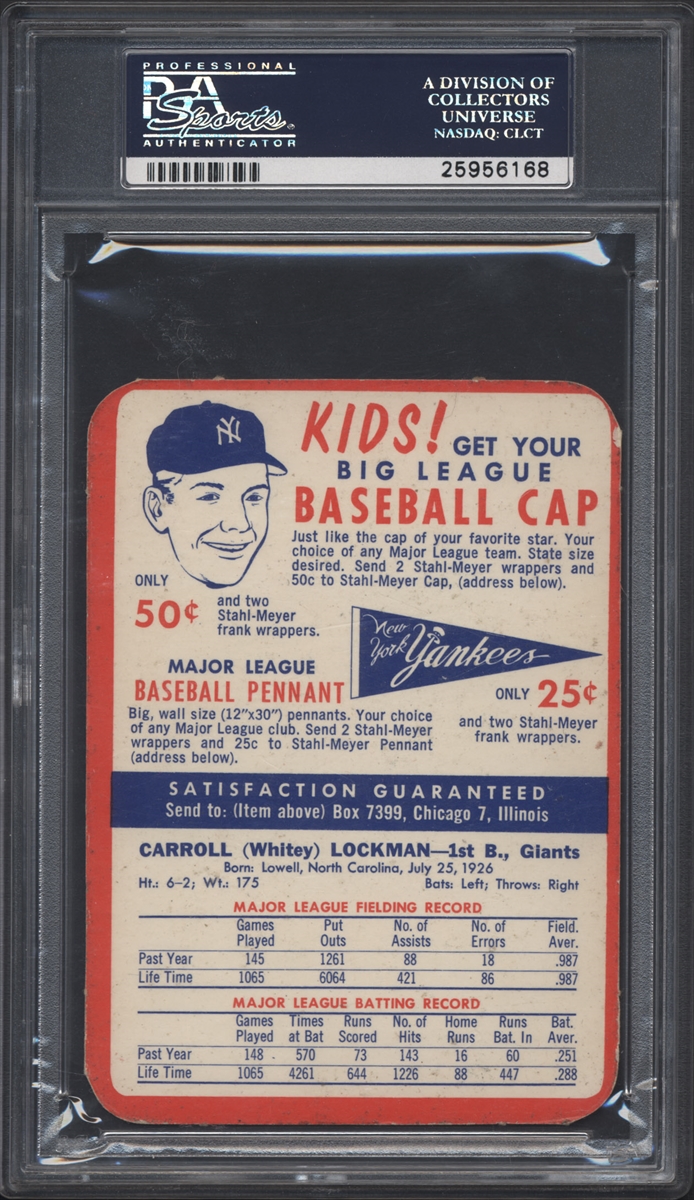 PROFESSIONAL
PSA
Sports
AUTHENTICATOR
A DIVISION OF
COLLECTORS
UNIVERSE
NASDAQ: CLCT
25956168
NY
KIDS! GET YOUR
BIG LEAGUE
BASEBALL CAP
Just like the cap of your favorite star. Your
choice of any Major League team. State size
desired. Send 2 Stahl-Meyer wrappers and
50c to Stahl-Meyer Cap, (address below).
ONLY
50¢ and two
Stahl-Meyer
frank wrappers.
New
York Yankees
MAJOR LEAGUE
BASEBALL PENNANT
ONLY 25¢
and two Stahl-Meyer
frank wrappers.
Big, wall size (12"x30") pennants. Your choice
of any Major League club. Send 2 Stahl-Meyer
wrappers and 25c to Stahl-Meyer Pennant
(address below).
SATISFACTION GUARANTEED
Send to: (Item above) Box 7399, Chicago 7, Illinois
CARROLL (Whitey) LOCKMAN—1st B., Giants
Born: Lowell, North Carolina, July 25, 1926
Ht.: 6-2; Wt.: 175 Bats: Left; Throws: Right
MAJOR LEAGUE FIELDING RECORD
Games Put No. of No. of Field.
Played Outs Assists Errors Aver.
Past Year 145 1261 88 18 .987
Life Time 1065 6064 421 86 .987
MAJOR LEAGUE BATTING RECORD
Games Times Runs No. of Home Runs Bat.
Played at Bat Scored Hits Runs Bat. In Aver.
Past Year 148 570 73 143 16 60 .251
Life Time 1065 4261 644 1226 88 447 .288